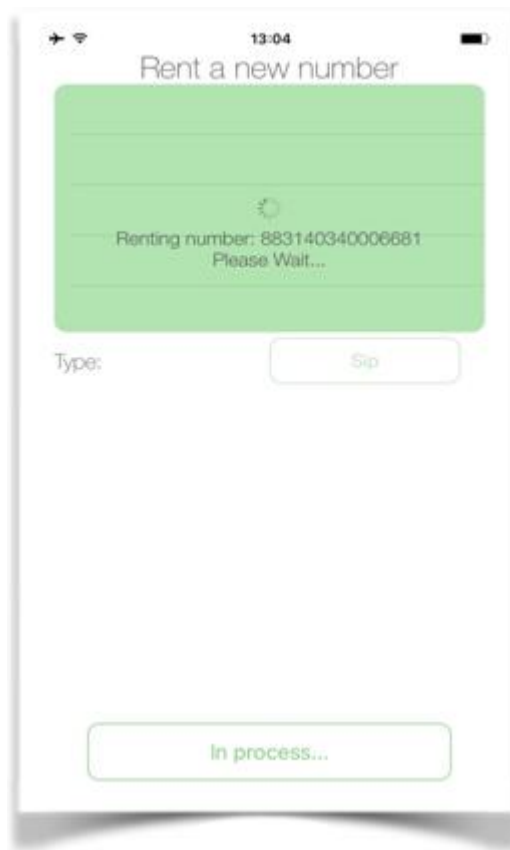 13:04
Rent a new number
Renting number: 883140340006681
Please Wait...
Type: Sip
In process...